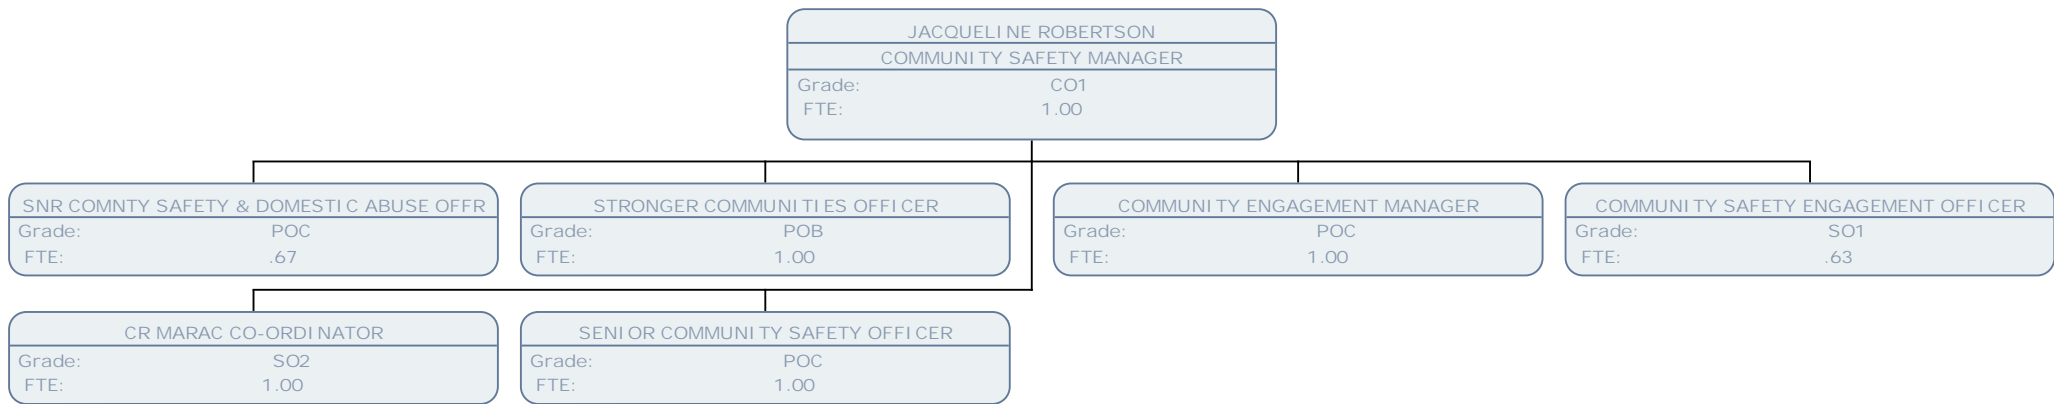 JACQUELINE ROBERTSON
COMMUNITY SAFETY MANAGER
Grade: CO1
FTE: 1.00
SNR COMNTY SAFETY & DOMESTIC ABUSE OFFR
Grade: POC
FTE: .67
STRONGER COMMUNITIES OFFICER
Grade: POB
FTE: 1.00
COMMUNITY ENGAGEMENT MANAGER
Grade: POC
FTE: 1.00
COMMUNITY SAFETY ENGAGEMENT OFFICER
Grade: SO1
FTE: .63
CR MARAC CO-ORDINATOR
Grade: SO2
FTE: 1.00
SENIOR COMMUNITY SAFETY OFFICER
Grade: POC
FTE: 1.00